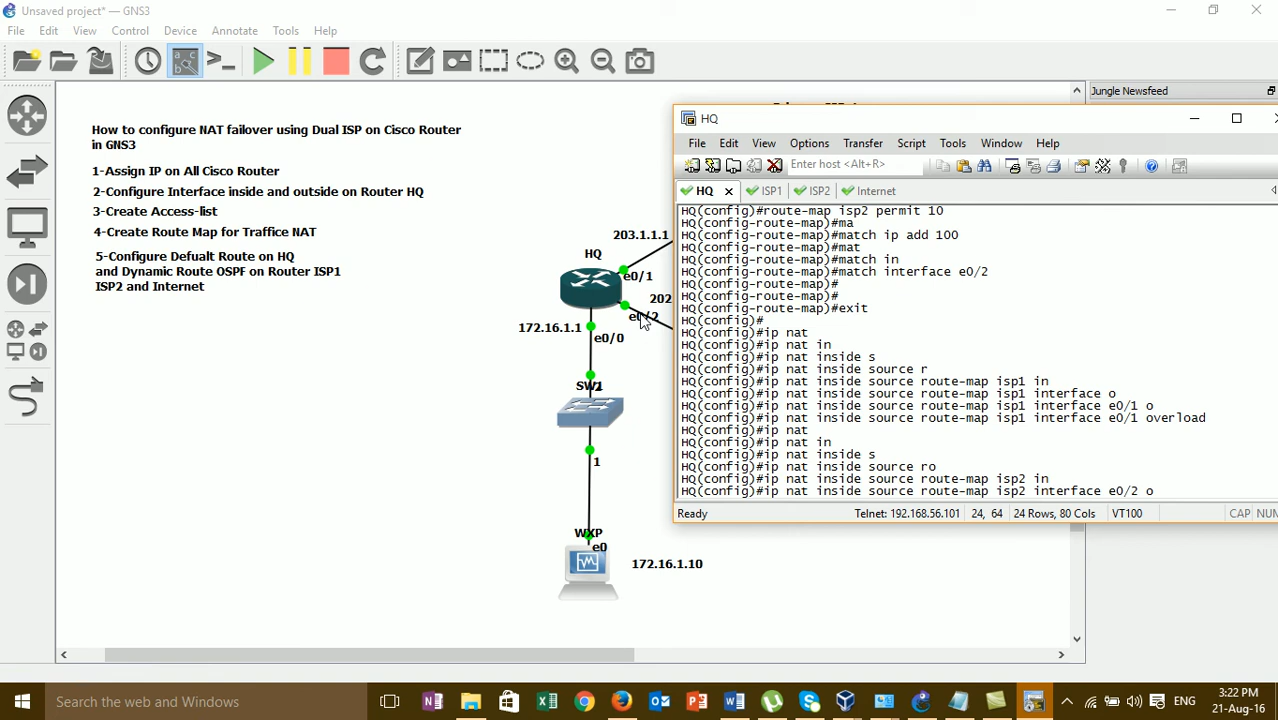 Unsaved project* — GNS3
File Edit View Control Device Annotate Tools Help
Jungle Newsfeed
How to configure NAT failover using Dual ISP on Cisco Router
in GNS3
1-Assign IP on All Cisco Router
2-Configure Interface inside and outside on Router HQ
3-Create Access-list
4-Create Route Map for Traffice NAT
5-Configure Defualt Route on HQ
and Dynamic Route OSPF on Router ISP1
ISP2 and Internet
203.1.1.1
HQ
e0/1
202
e0/2
172.16.1.1
e0/0
SW1
2
1
WXP
e0
172.16.1.10
HQ
File Edit View Options Transfer Script Tools Window Help
Enter host <Alt+R>
HQ ISP1 ISP2 Internet
HQ(config)#route-map isp2 permit 10
HQ(config-route-map)#ma
HQ(config-route-map)#match ip add 100
HQ(config-route-map)#mat
HQ(config-route-map)#match in
HQ(config-route-map)#match interface e0/2
HQ(config-route-map)#
HQ(config-route-map)#
HQ(config-route-map)#exit
HQ(config)#
HQ(config)#ip nat
HQ(config)#ip nat in
HQ(config)#ip nat inside s
HQ(config)#ip nat inside source r
HQ(config)#ip nat inside source route-map isp1 in
HQ(config)#ip nat inside source route-map isp1 interface o
HQ(config)#ip nat inside source route-map isp1 interface e0/1 o
HQ(config)#ip nat inside source route-map isp1 interface e0/1 overload
HQ(config)#ip nat
HQ(config)#ip nat in
HQ(config)#ip nat inside s
HQ(config)#ip nat inside source ro
HQ(config)#ip nat inside source route-map isp2 in
HQ(config)#ip nat inside source route-map isp2 interface e0/2 o
Ready Telnet: 192.168.56.101 24, 64 24 Rows, 80 Cols VT100 CAP NUM
Search the web and Windows
ENG
3:22 PM
21-Aug-16